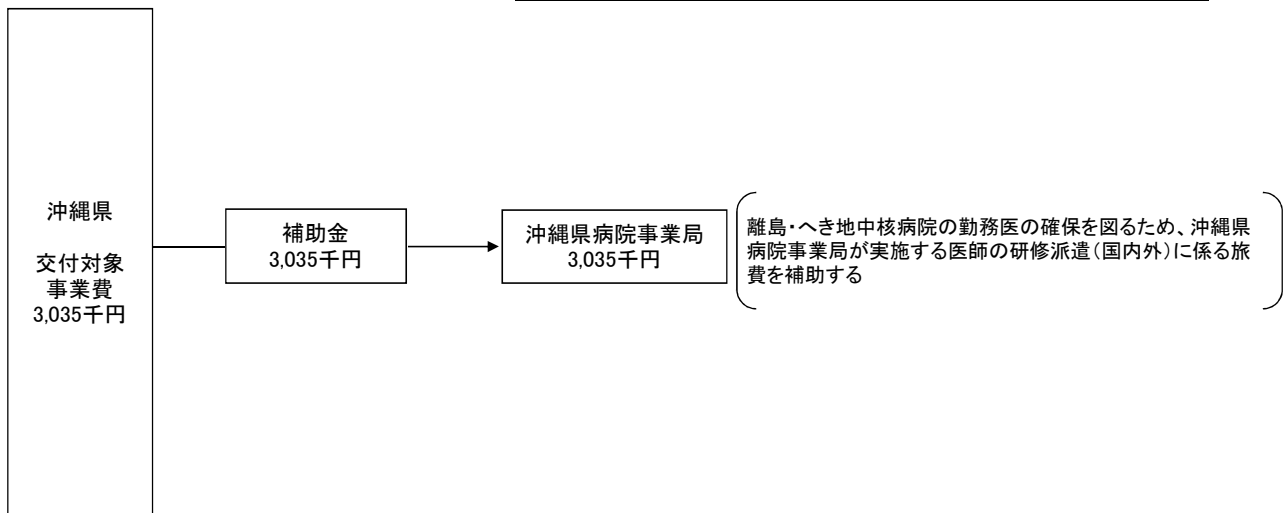 沖縄県
交付対象
事業費
3,035千円
補助金
3,035千円
沖縄県病院事業局
3,035千円
離島・へき地中核病院の勤務医の確保を図るため、沖縄県
病院事業局が実施する医師の研修派遣（国内外）に係る旅
費を補助する